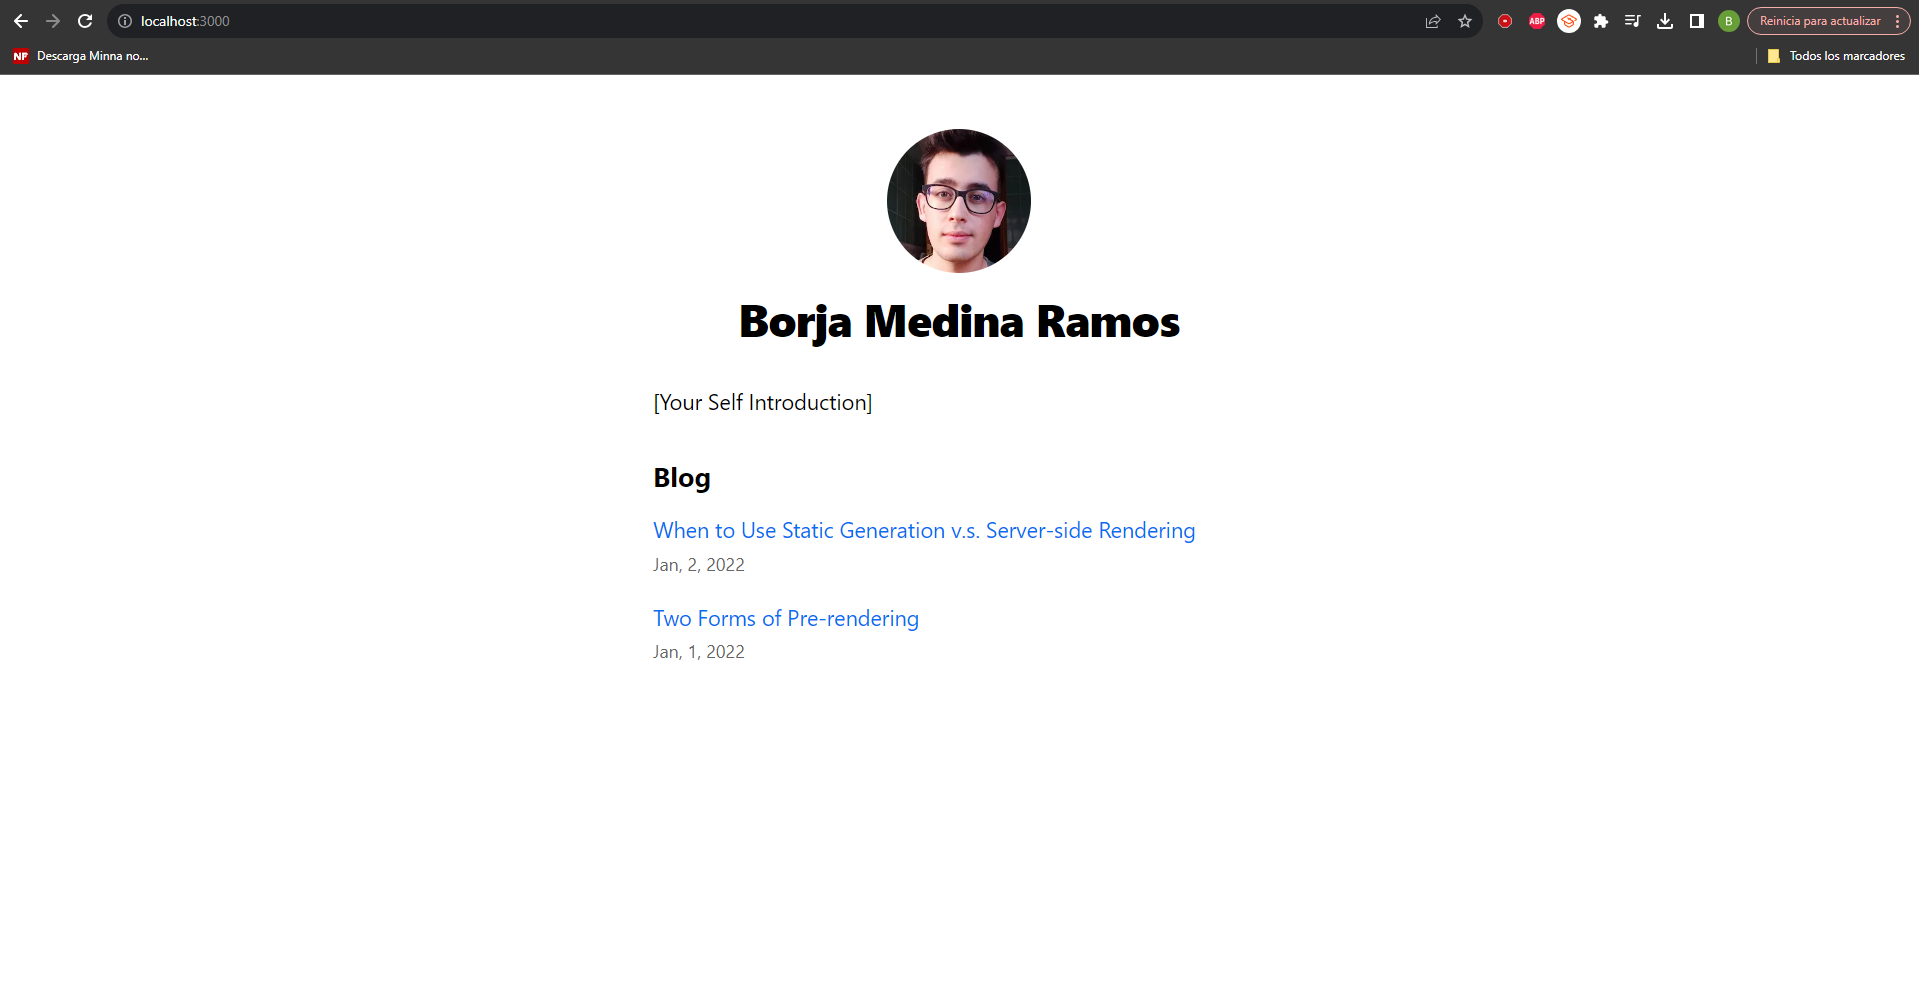 localhost:3000
ABP
B
Reinicia para actualizar
NP Descarga Minna no...
Todos los marcadores
Borja Medina Ramos
[Your Self Introduction]
Blog
When to Use Static Generation v.s. Server-side Rendering
Jan, 2, 2022
Two Forms of Pre-rendering
Jan, 1, 2022